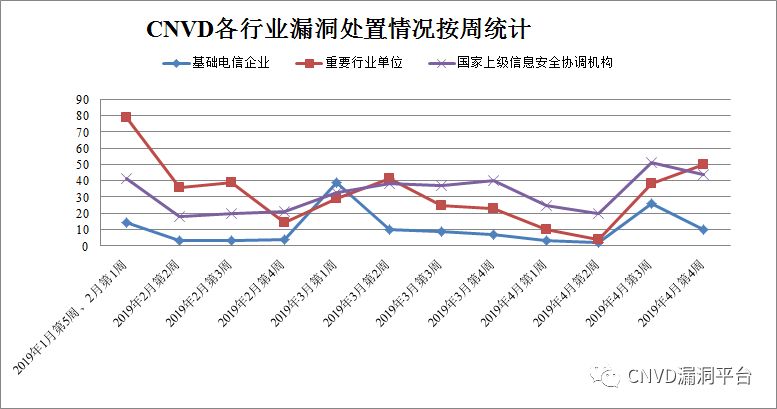 CNVD各行业漏洞处置情况按周统计
基础电信企业 重要行业单位 国家上级信息安全协调机构
90
80
70
60
50
40
30
20
10
0
2019年1月第5周、2月第1周
2019年2月第2周
2019年2月第3周
2019年2月第4周
2019年3月第1周
2019年3月第2周
2019年3月第3周
2019年3月第4周
2019年4月第1周
2019年4月第2周
2019年4月第3周
2019年4月第4周
CNVD漏洞平台